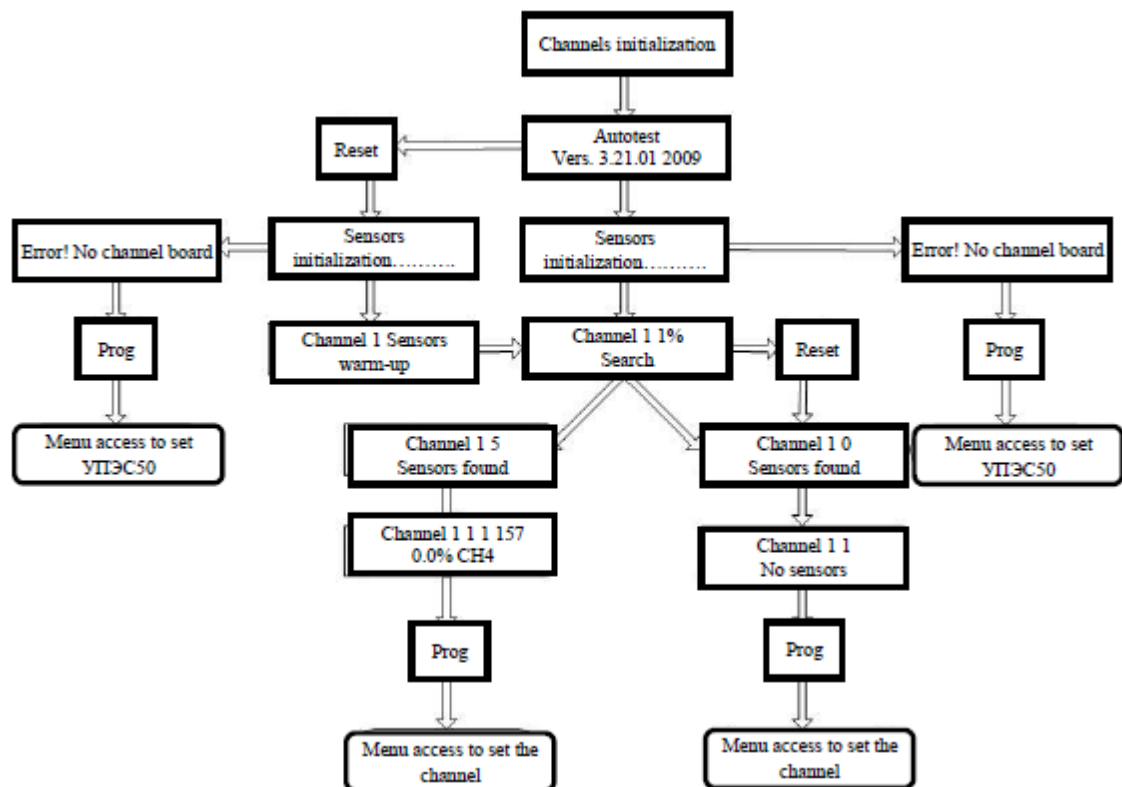 Channels initialization
Autotest
Vers. 3.21.01 2009
Reset
Error! No channel board
Sensors
initialization………..
Sensors
initialization………..
Error! No channel board
Prog
Channel 1 Sensors
warm-up
Channel 1 1%
Search
Reset
Prog
Menu access to set
УПЭС50
Channel 1 5
Sensors found
Channel 1 0
Sensors found
Menu access to set
УПЭС50
Channel 1 1 1 157
0.0% CH4
Channel 1 1
No sensors
Prog
Prog
Menu access to set the
channel
Menu access to set the
channel